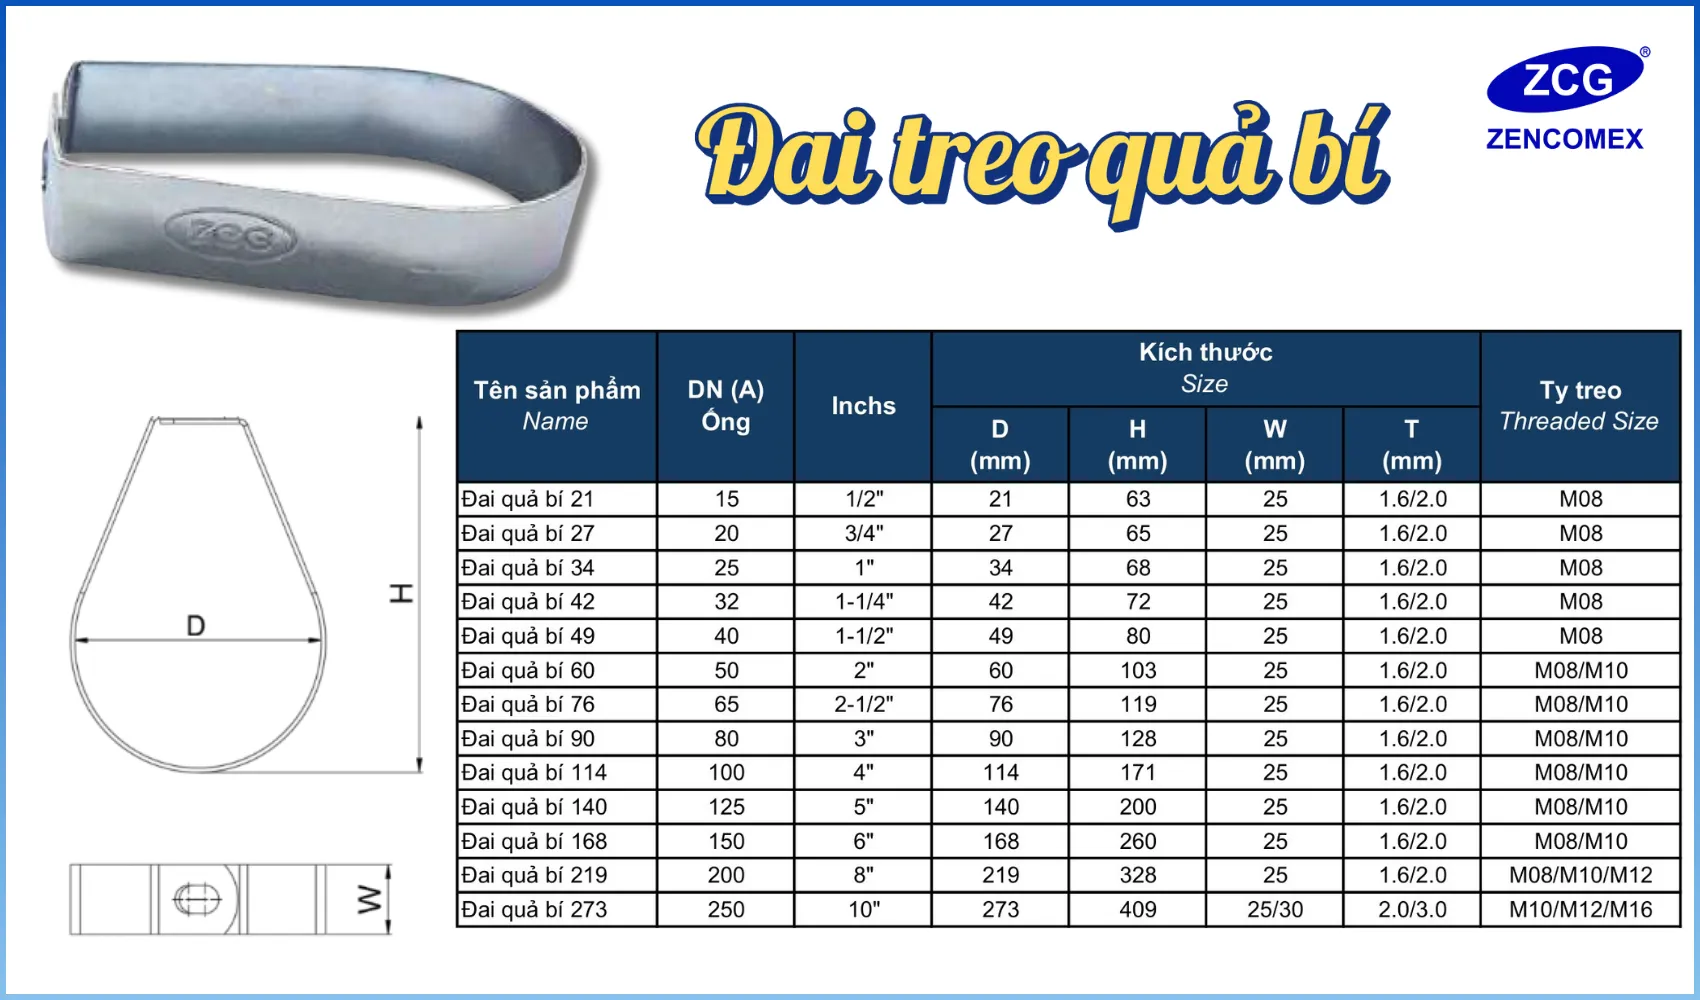 ZCG®
ZENCOMEX
Đai treo quả bí
ZCG
Tên sản phẩm
Name
DN (A)
Ống
Inchs
Kích thước
Size
D
(mm)
H
(mm)
W
(mm)
T
(mm)
Ty treo
Threaded Size
Đai quả bí 21 15 1/2" 21 63 25 1.6/2.0 M08
Đai quả bí 27 20 3/4" 27 65 25 1.6/2.0 M08
Đai quả bí 34 25 1" 34 68 25 1.6/2.0 M08
Đai quả bí 42 32 1-1/4" 42 72 25 1.6/2.0 M08
Đai quả bí 49 40 1-1/2" 49 80 25 1.6/2.0 M08
Đai quả bí 60 50 2" 60 103 25 1.6/2.0 M08/M10
Đai quả bí 76 65 2-1/2" 76 119 25 1.6/2.0 M08/M10
Đai quả bí 90 80 3" 90 128 25 1.6/2.0 M08/M10
Đai quả bí 114 100 4" 114 171 25 1.6/2.0 M08/M10
Đai quả bí 140 125 5" 140 200 25 1.6/2.0 M08/M10
Đai quả bí 168 150 6" 168 260 25 1.6/2.0 M08/M10
Đai quả bí 219 200 8" 219 328 25 1.6/2.0 M08/M10/M12
Đai quả bí 273 250 10" 273 409 25/30 2.0/3.0 M10/M12/M16
D
H
W